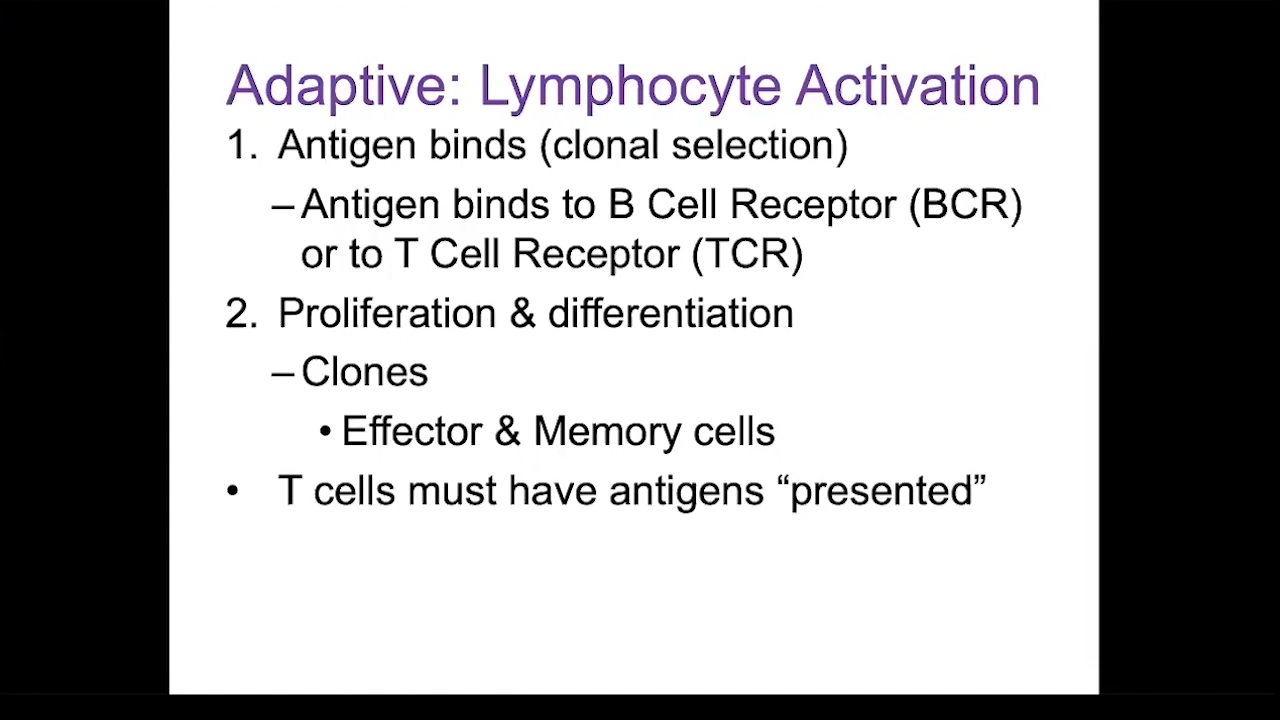 Adaptive: Lymphocyte Activation
1. Antigen binds (clonal selection)
– Antigen binds to B Cell Receptor (BCR)
or to T Cell Receptor (TCR)
2. Proliferation & differentiation
– Clones
• Effector & Memory cells
• T cells must have antigens “presented”